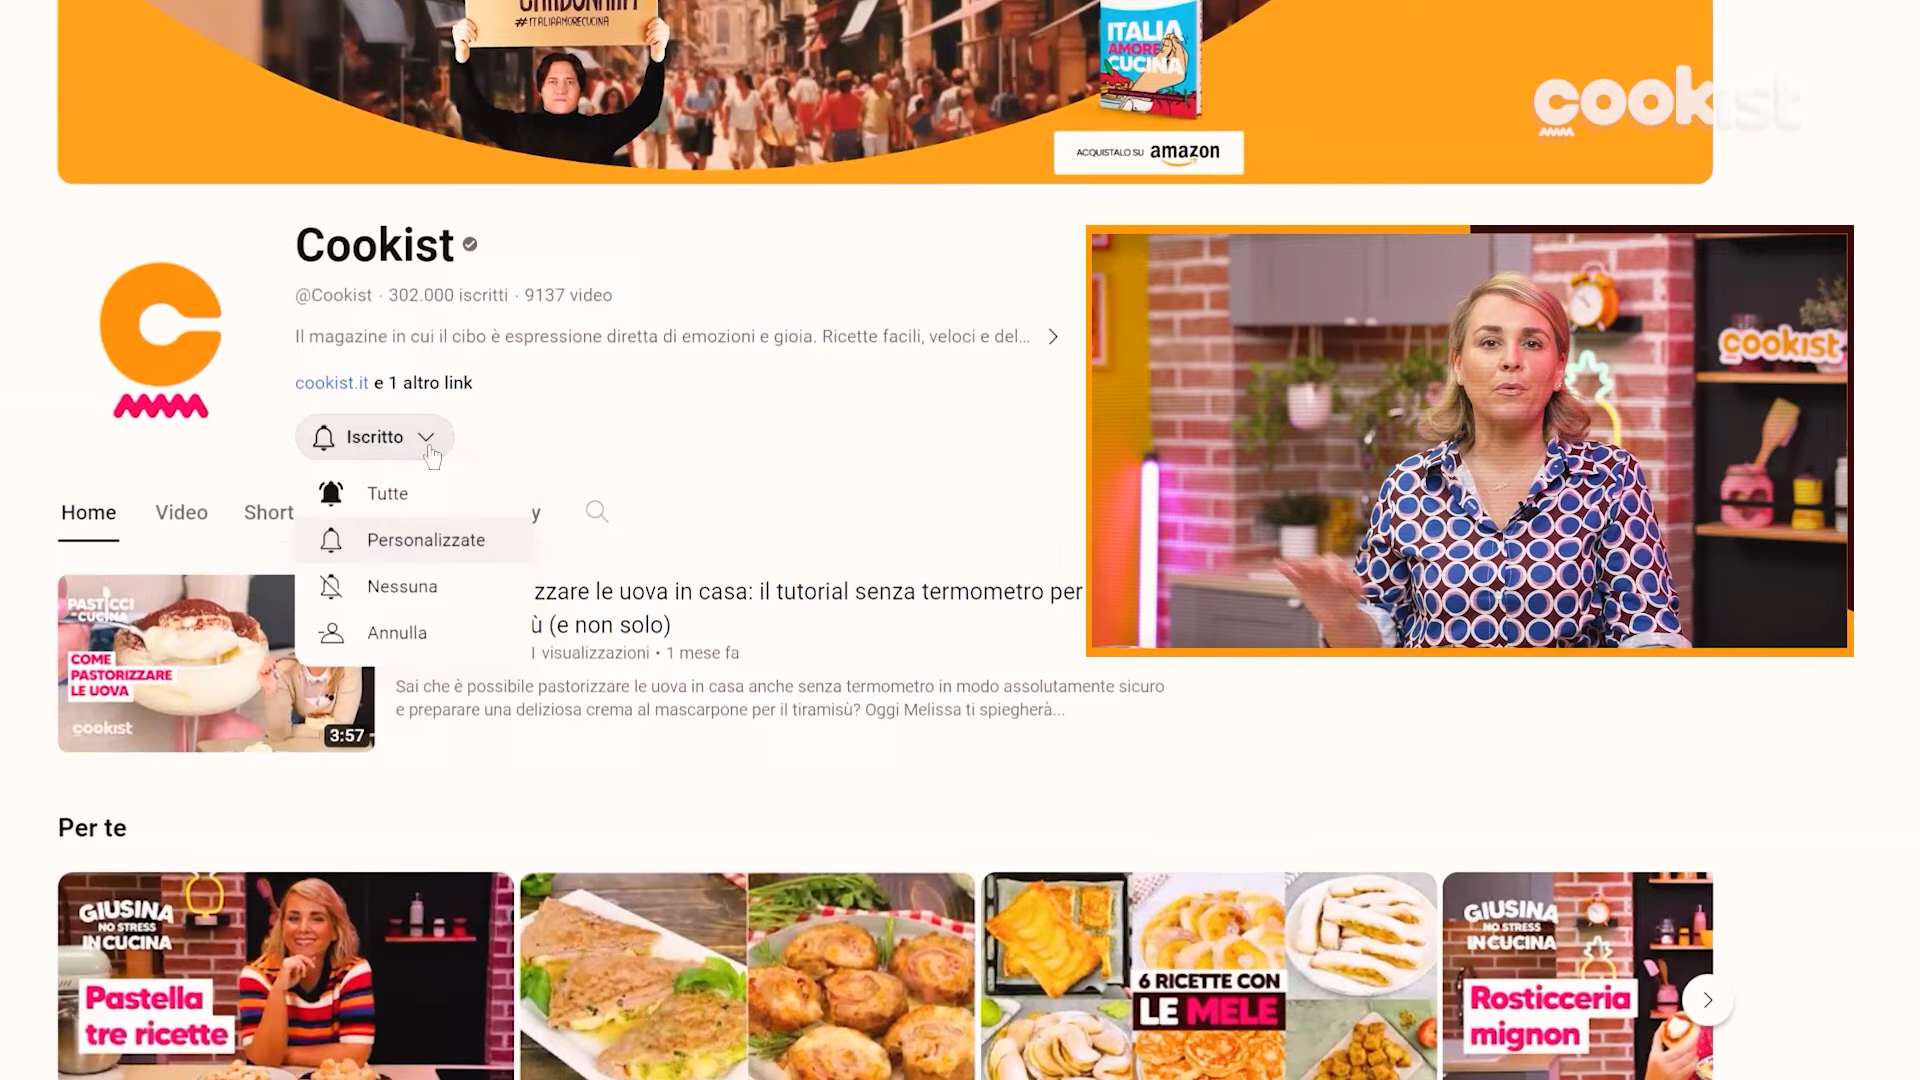 #ITALIAAMORECUCINA
ITALIA
AMORE
CUCINA
ACQUISTALO SU amazon
cookist
Cookist
@Cookist · 302.000 iscritti · 9137 video
Il magazine in cui il cibo è espressione diretta di emozioni e gioia. Ricette facili, veloci e del...
cookist.it e 1 altro link
Iscritto
Tutte
Personalizzate
Nessuna
Annulla
Home Video Short y
cookist
zzare le uova in casa: il tutorial senza termometro per
ù (e non solo)
visualizzazioni • 1 mese fa
Sai che è possibile pastorizzare le uova in casa anche senza termometro in modo assolutamente sicuro
e preparare una deliziosa crema al mascarpone per il tiramisù? Oggi Melissa ti spiegherà...
PASTICCI
IN CUCINA
COME
PASTORIZZARE
LE UOVA
cookist
3:57
Per te
GIUSINA
NO STRESS
IN CUCINA
Pastella
tre ricette
6 RICETTE CON
LE MELE
GIUSINA
NO STRESS
IN CUCINA
Rosticceria
mignon